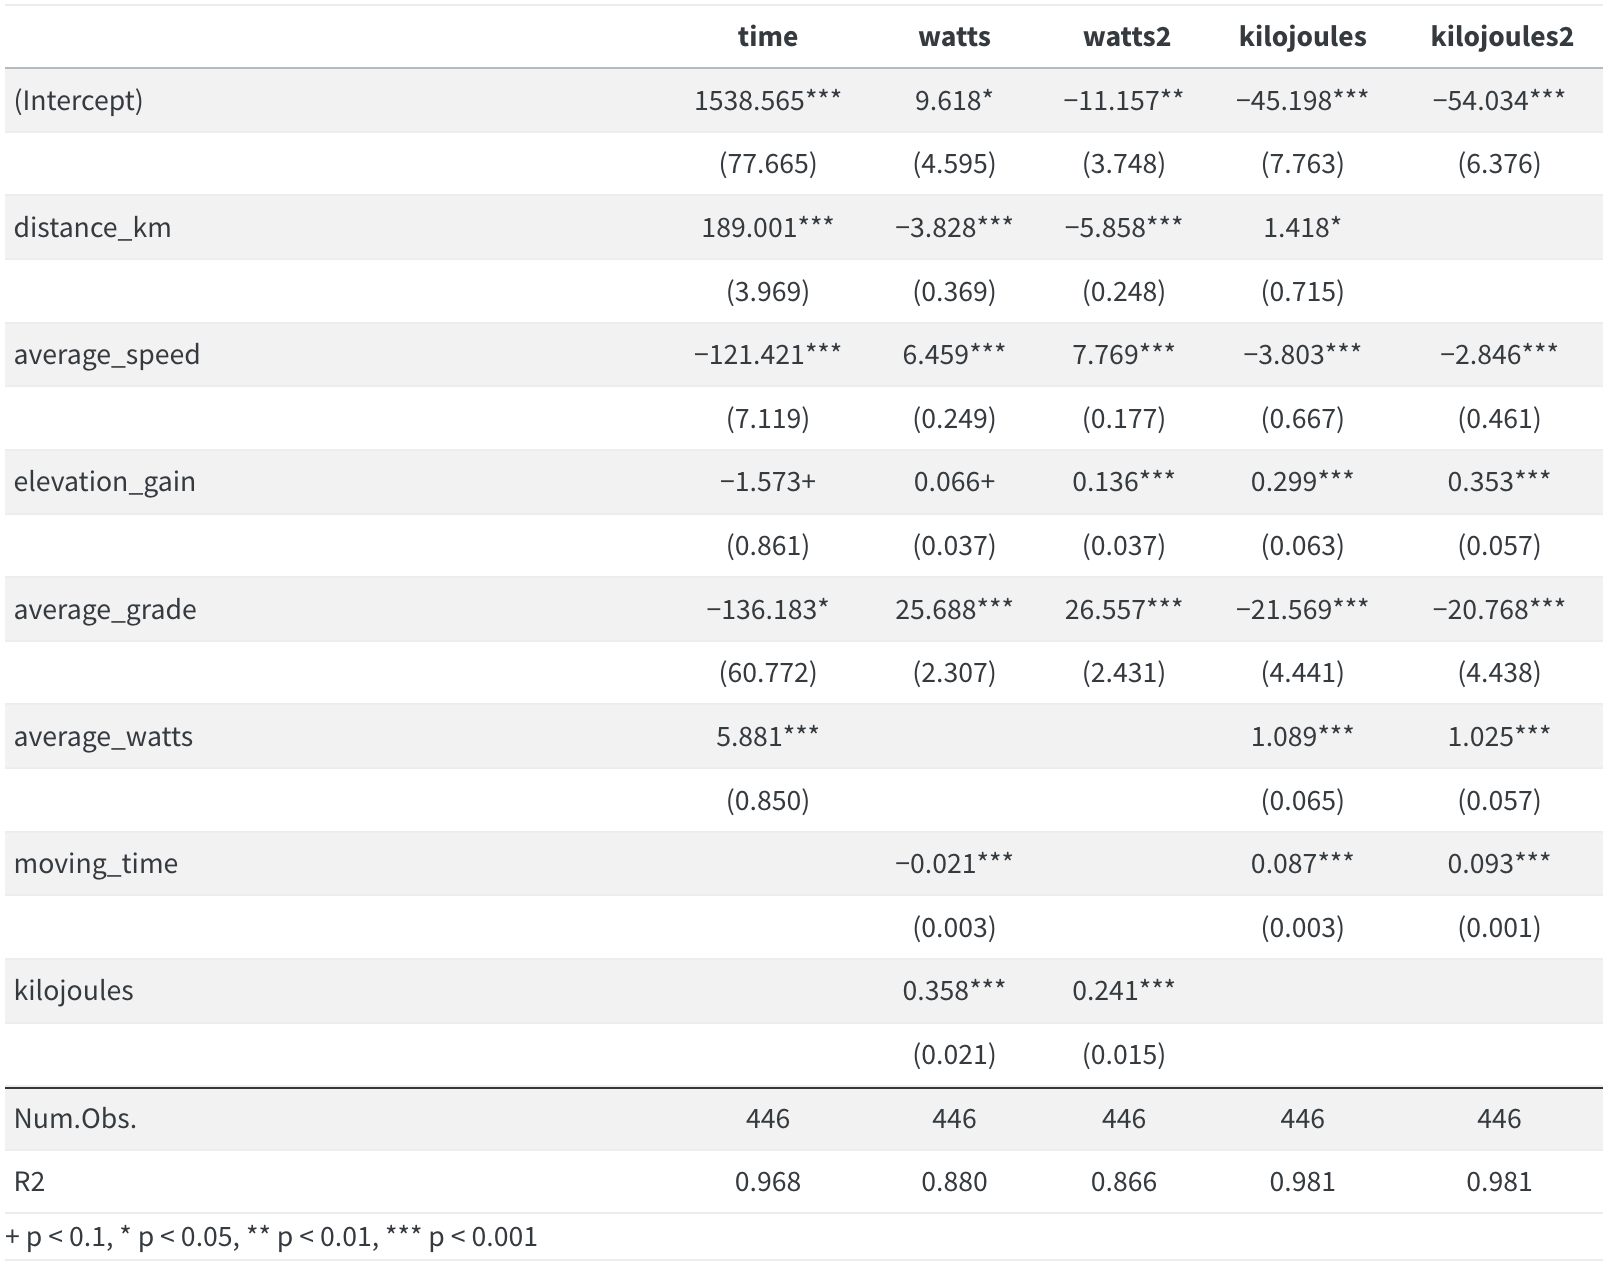 time watts watts2 kilojoules kilojoules2
(Intercept) 1538.565*** 9.618* −11.157** −45.198*** −54.034***
(77.665) (4.595) (3.748) (7.763) (6.376)
distance_km 189.001*** −3.828*** −5.858*** 1.418*
(3.969) (0.369) (0.248) (0.715)
average_speed −121.421*** 6.459*** 7.769*** −3.803*** −2.846***
(7.119) (0.249) (0.177) (0.667) (0.461)
elevation_gain −1.573+ 0.066+ 0.136*** 0.299*** 0.353***
(0.861) (0.037) (0.037) (0.063) (0.057)
average_grade −136.183* 25.688*** 26.557*** −21.569*** −20.768***
(60.772) (2.307) (2.431) (4.441) (4.438)
average_watts 5.881*** 1.089*** 1.025***
(0.850) (0.065) (0.057)
moving_time −0.021*** 0.087*** 0.093***
(0.003) (0.003) (0.001)
kilojoules 0.358*** 0.241***
(0.021) (0.015)
Num.Obs. 446 446 446 446 446
R2 0.968 0.880 0.866 0.981 0.981
+ p < 0.1, * p < 0.05, ** p < 0.01, *** p < 0.001